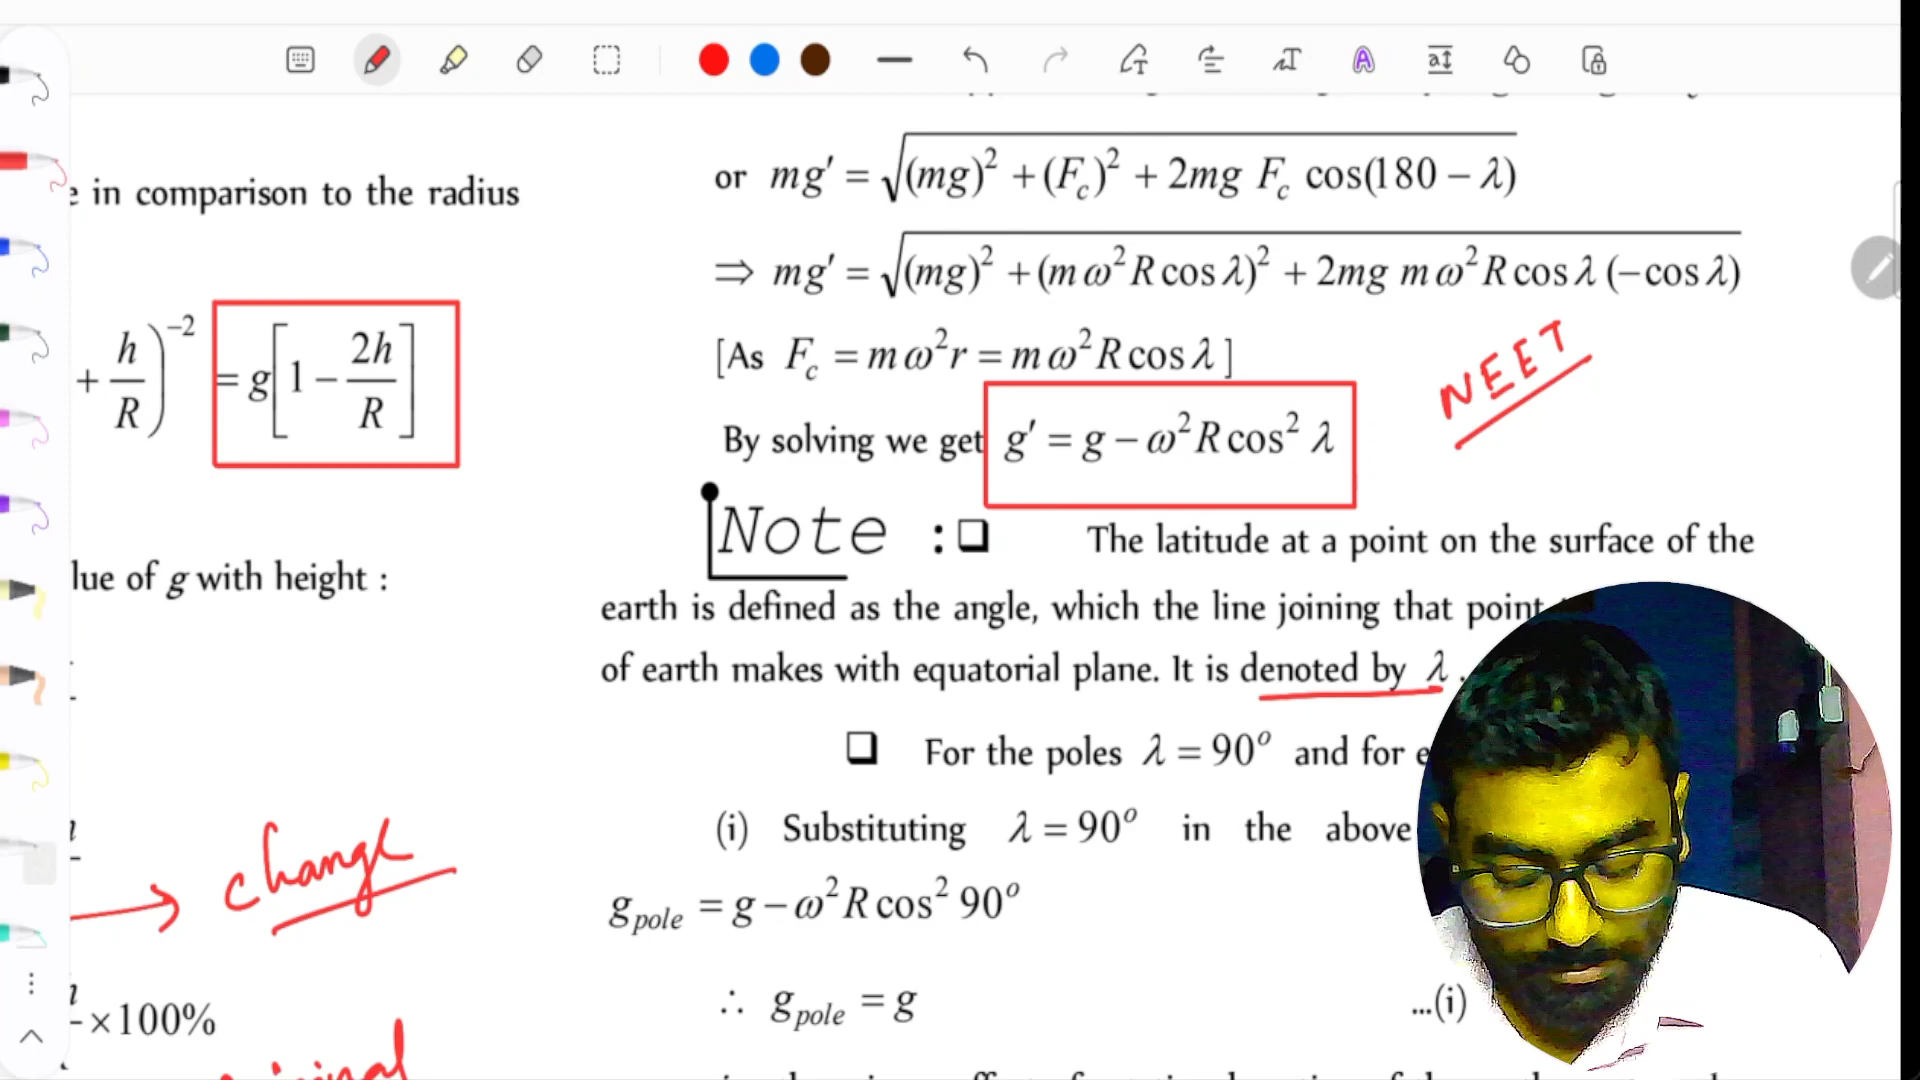 e in comparison to the radius
+ h/R)^{-2} = g[1 - 2h/R]
lue of g with height :
change
×100%
or mg′ = √((mg)² + (F_c)² + 2mg F_c cos(180 − λ))
⇒ mg′ = √((mg)² + (mω²R cos λ)² + 2mg mω²R cos λ (−cos λ))
[As F_c = mω²r = mω²R cos λ ]
NEET
By solving we get g′ = g − ω²R cos² λ
Note : ❑ The latitude at a point on the surface of the
earth is defined as the angle, which the line joining that point
of earth makes with equatorial plane. It is denoted by λ .
❑ For the poles λ = 90° and for e
(i) Substituting λ = 90° in the above
g_pole = g − ω²R cos² 90°
∴ g_pole = g ...(i)